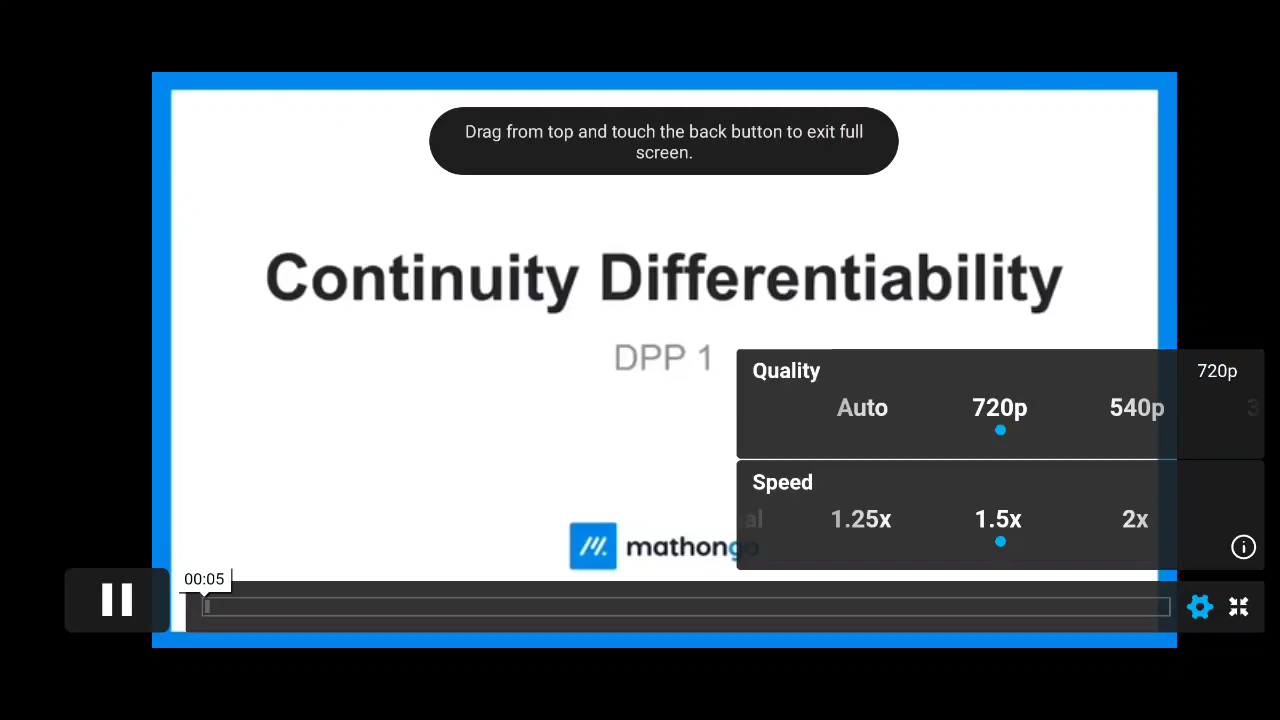 Drag from top and touch the back button to exit full
screen.
Continuity Differentiability
DPP 1
Quality
720p
Auto
720p
540p
Speed
1.25x
1.5x
2x
mathongo
00:05